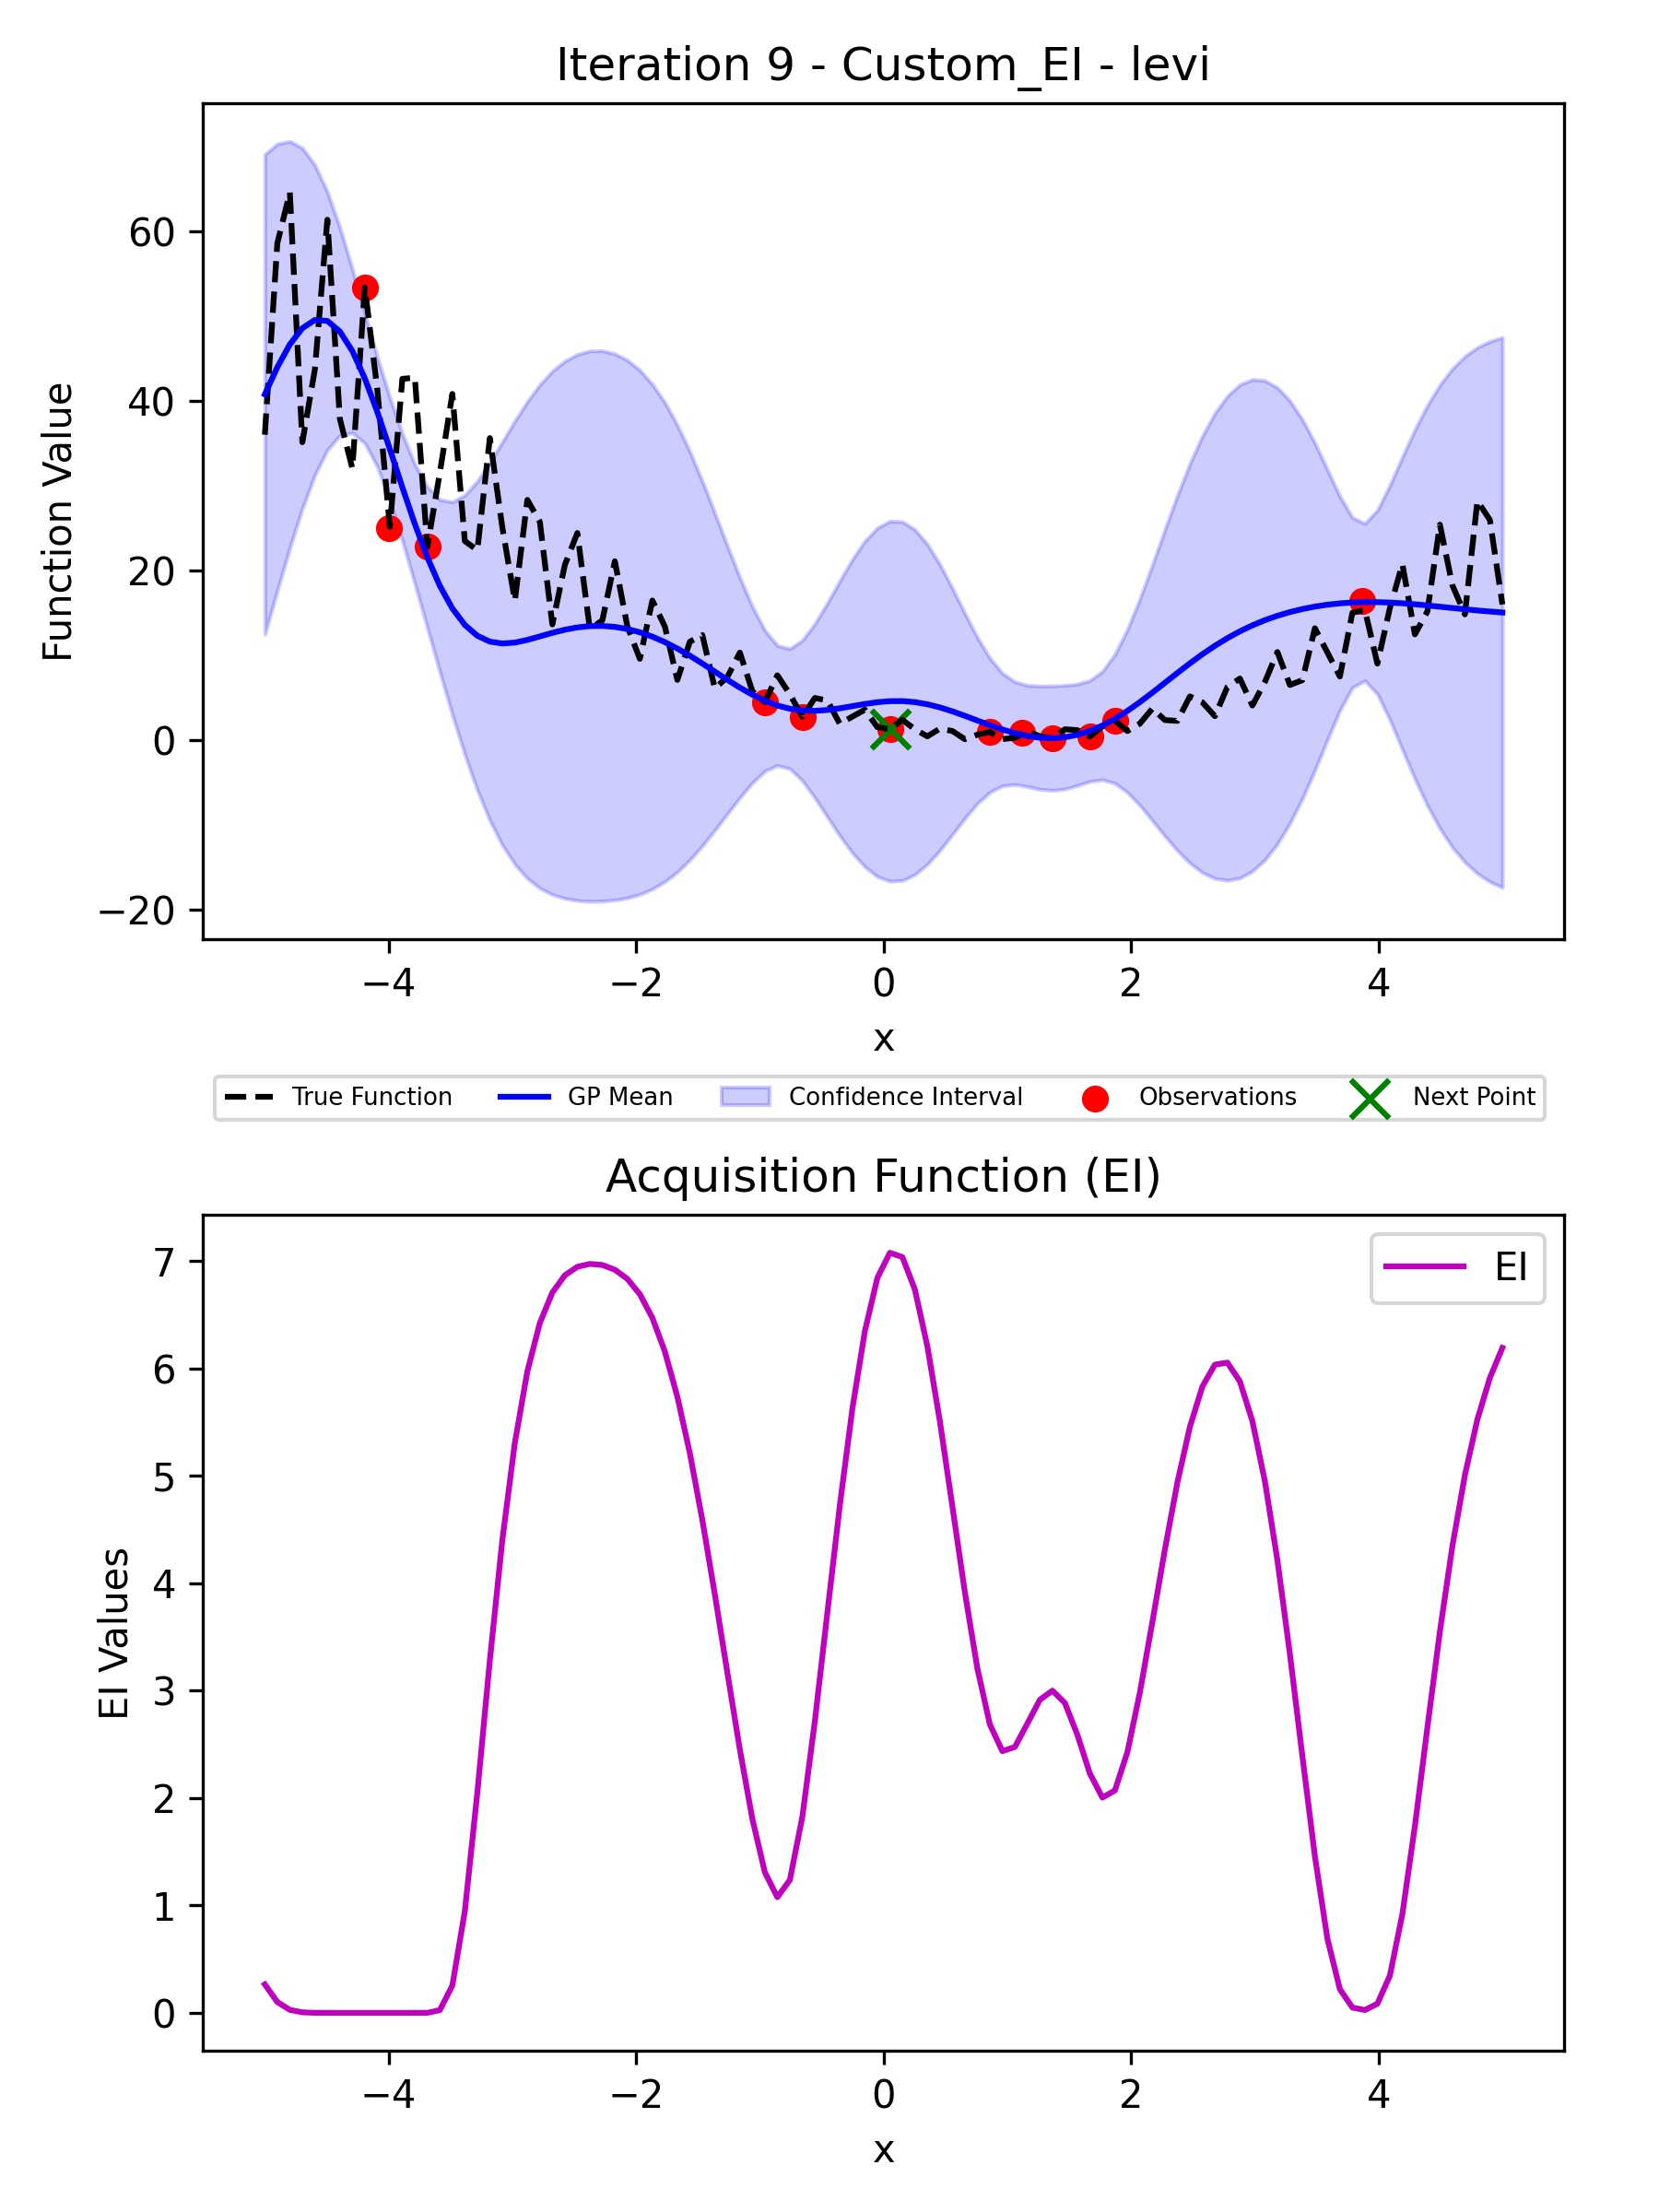 Iteration 9 - Custom_EI - levi
Function Value
60
40
20
0
−20
−4 −2 0 2 4
x
True Function GP Mean Confidence Interval Observations Next Point
Acquisition Function (EI)
EI Values
7
6
5
4
3
2
1
0
EI
−4 −2 0 2 4
x